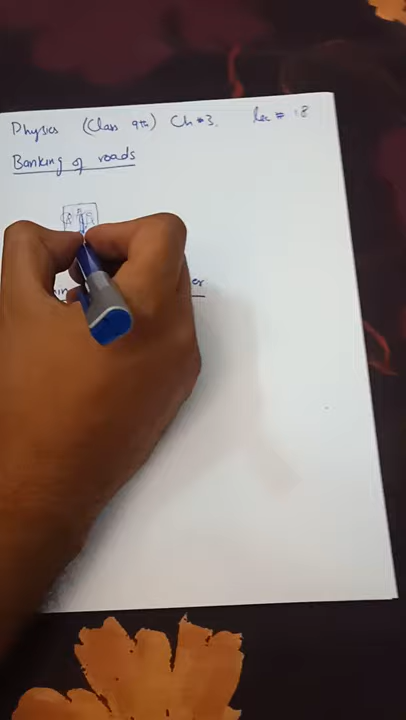 Physics (Class 9th) Ch # 3. Lec # 18
Banking of roads